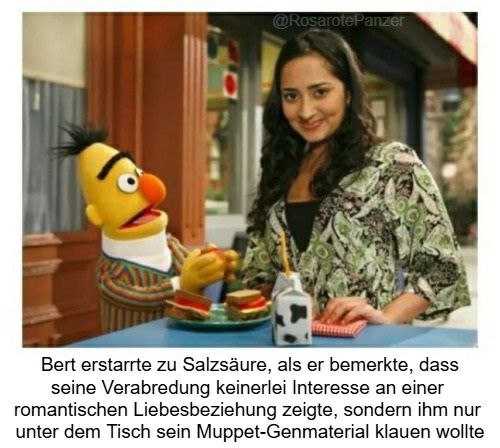 @RosarotePanzer
Bert erstarrte zu Salzsäure, als er bemerkte, dass
seine Verabredung keinerlei Interesse an einer
romantischen Liebesbeziehung zeigte, sondern ihm nur
unter dem Tisch sein Muppet-Genmaterial klauen wollte